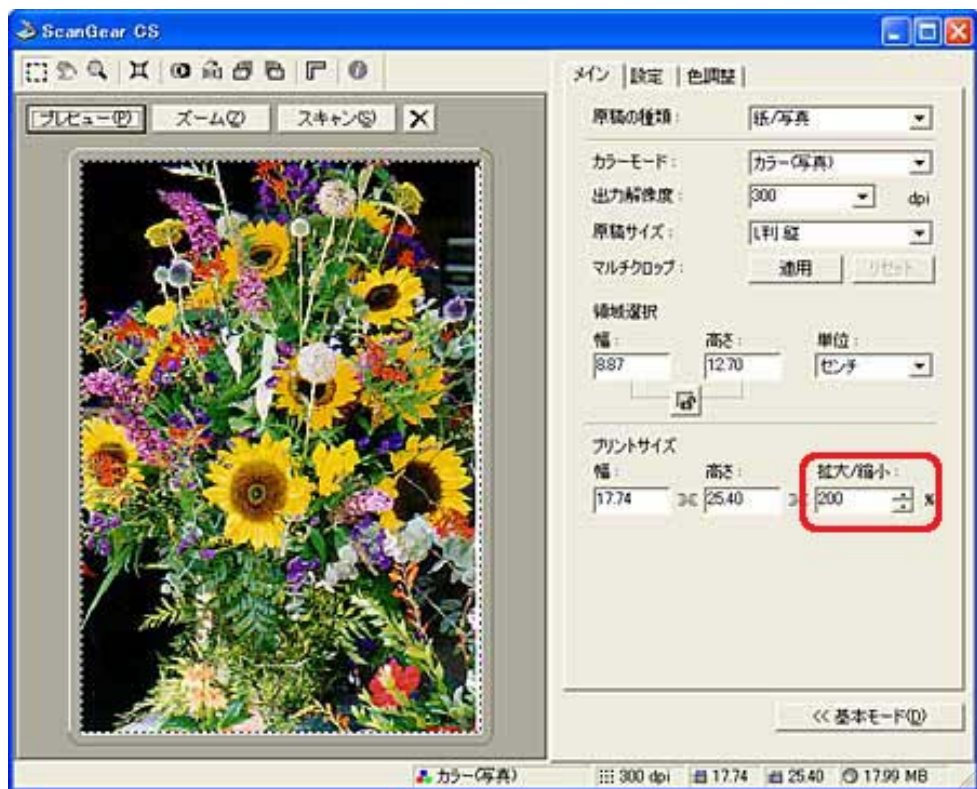 ScanGear CS
プレビュー(P) ズーム(Z) スキャン(S)
メイン 設定 色調整
原稿の種類: 紙/写真
カラーモード: カラー(写真)
出力解像度: 300 dpi
原稿サイズ: L判 縦
マルチクロップ: 適用 リセット
領域選択
幅: 高さ: 単位:
8.87 12.70 センチ
プリントサイズ
幅: 高さ: 拡大/縮小:
17.74 25.40 200 %
<< 基本モード(D)
カラー(写真) 300 dpi 17.74 25.40 17.99 MB